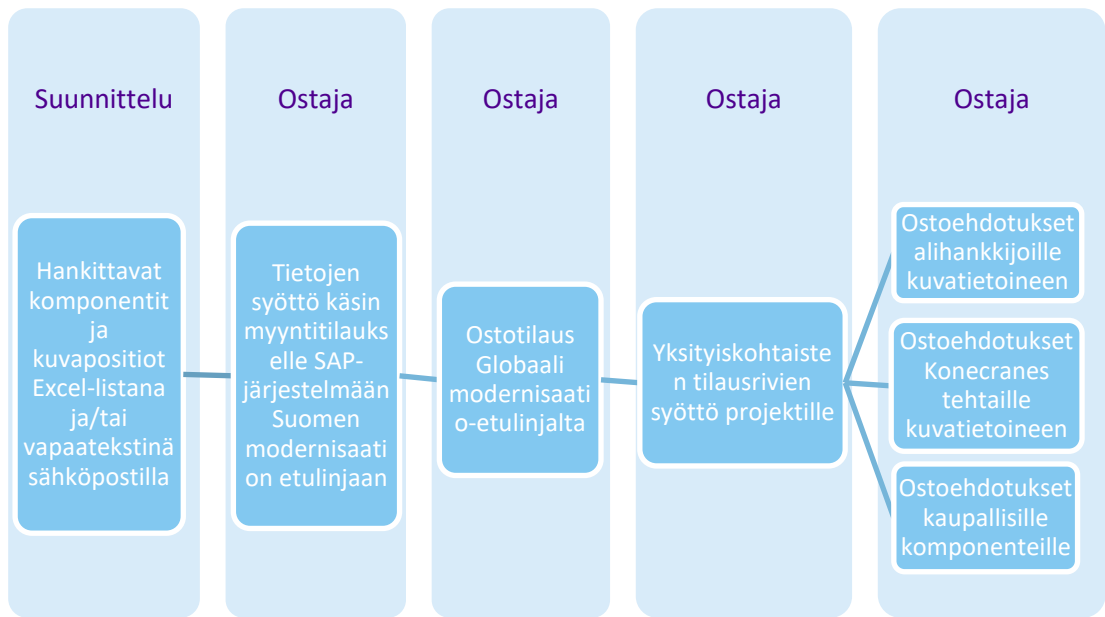 Suunnittelu
Hankittavat
komponentit
ja
kuvapositiot
Excel-listana
ja/tai
vapaatekstinä
sähköpostilla
Ostaja
Tietojen
syöttö käsin
myyntitilauks
elle SAP-
järjestelmään
Suomen
modernisaati
on etulinjaan
Ostaja
Ostotilaus
Globaali
modernisaati
o-etulinjalta
Ostaja
Yksityiskohtaiste
n tilausrivien
syöttö projektille
Ostaja
Ostoehdotukset
alihankkijoille
kuvatietoineen
Ostoehdotukset
Konecranes
tehtaille
kuvatietoineen
Ostoehdotukset
kaupallisille
komponenteille